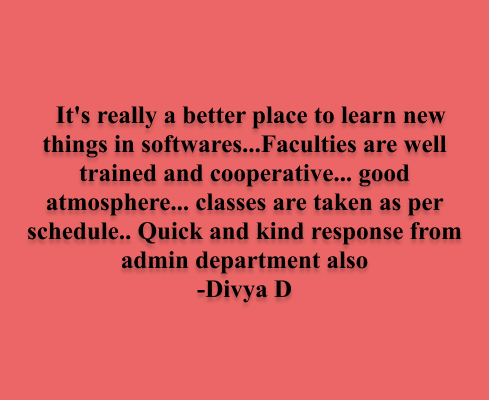 It's really a better place to learn new
things in softwares...Faculties are well
trained and cooperative... good
atmosphere... classes are taken as per
schedule.. Quick and kind response from
admin department also
-Divya D